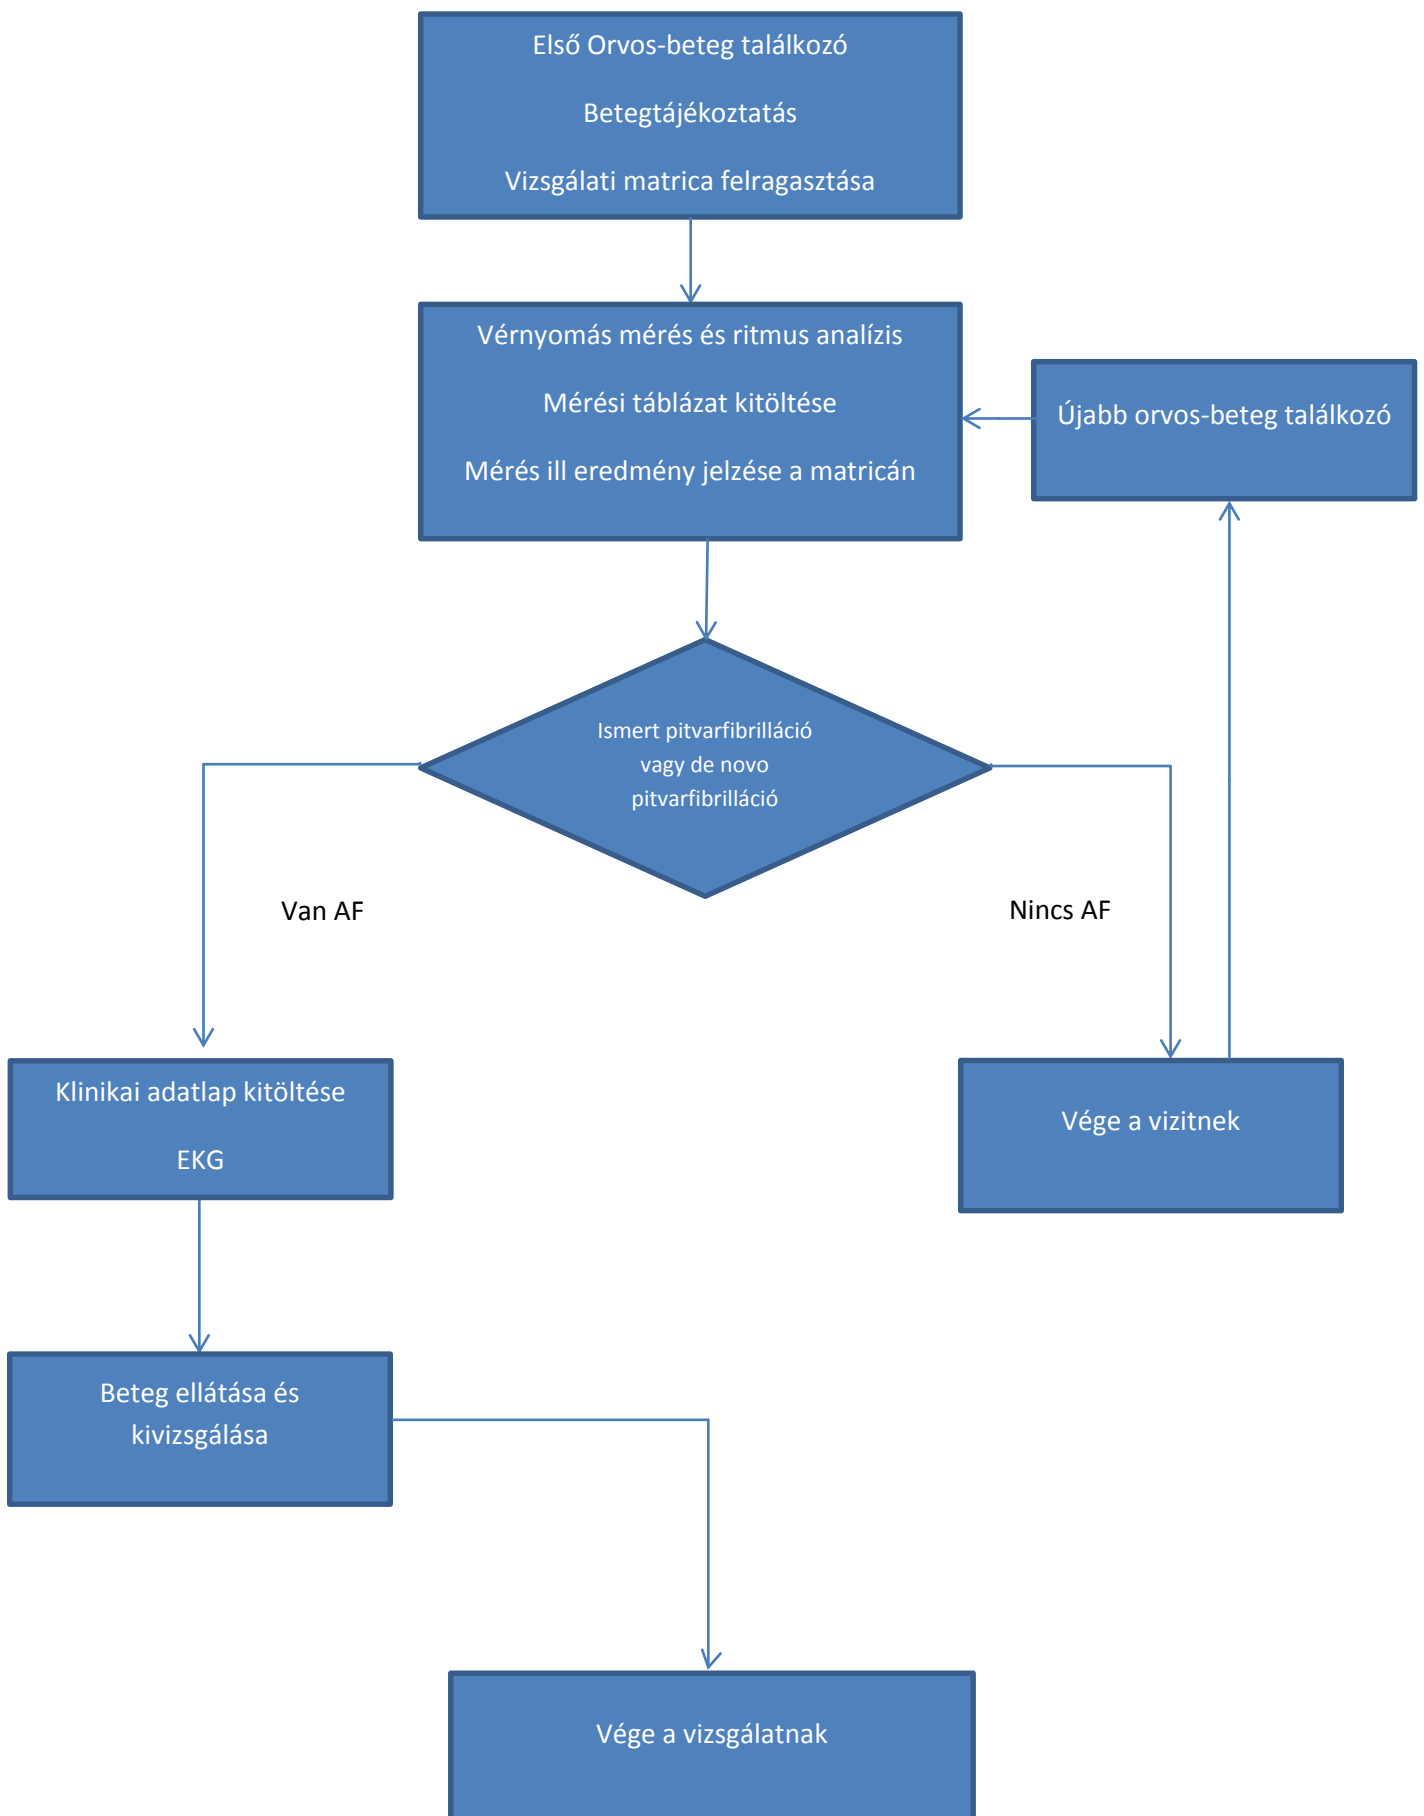 Első Orvos-beteg találkozó
Betegtájékoztatás
Vizsgálati matrica felragasztása
Vérnyomás mérés és ritmus analízis
Mérési táblázat kitöltése
Mérés ill eredmény jelzése a matricán
Újabb orvos-beteg találkozó
Ismert pitvarfibrilláció
vagy de novo
pitvarfibrilláció
Van AF
Nincs AF
Klinikai adatlap kitöltése
EKG
Vége a vizitnek
Beteg ellátása és
kivizsgálása
Vége a vizsgálatnak